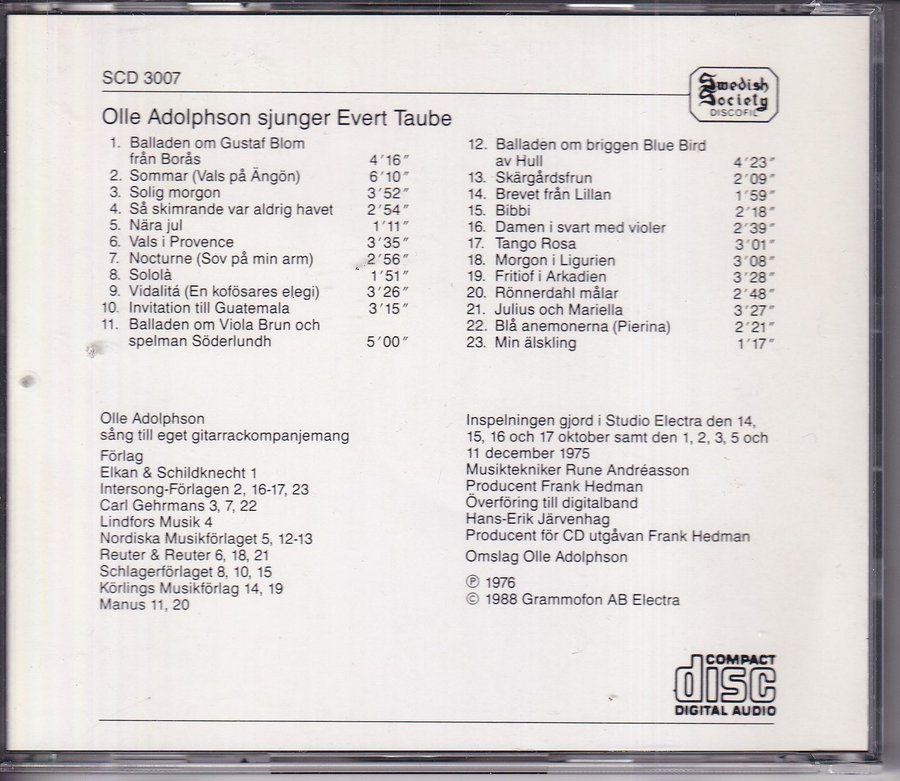 SCD 3007
Swedish
Society
DISCOFIL
Olle Adolphson sjunger Evert Taube
1. Balladen om Gustaf Blom
från Borås 4'16"
2. Sommar (Vals på Ängön) 6'10"
3. Solig morgon 3'52"
4. Så skimrande var aldrig havet 2'54"
5. Nära jul 1'11"
6. Vals i Provence 3'35"
7. Nocturne (Sov på min arm) 2'56"
8. Sololà 1'51"
9. Vidalitá (En kofösares elegi) 3'26"
10. Invitation till Guatemala 3'15"
11. Balladen om Viola Brun och
spelman Söderlundh 5'00"
12. Balladen om briggen Blue Bird
av Hull 4'23"
13. Skärgårdsfrun 2'09"
14. Brevet från Lillan 1'59"
15. Bibbi 2'18"
16. Damen i svart med violer 2'39"
17. Tango Rosa 3'01"
18. Morgon i Ligurien 3'08"
19. Fritiof i Arkadien 3'28"
20. Rönnerdahl målar 2'48"
21. Julius och Mariella 3'27"
22. Blå anemonerna (Pierina) 2'21"
23. Min älskling 1'17"
Olle Adolphson
sång till eget gitarrackompanjemang
Förlag
Elkan & Schildknecht 1
Intersong-Förlagen 2, 16-17, 23
Carl Gehrmans 3, 7, 22
Lindfors Musik 4
Nordiska Musikförlaget 5, 12-13
Reuter & Reuter 6, 18, 21
Schlagerförlaget 8, 10, 15
Körlings Musikförlag 14, 19
Manus 11, 20
Inspelningen gjord i Studio Electra den 14,
15, 16 och 17 oktober samt den 1, 2, 3, 5 och
11 december 1975
Musiktekniker Rune Andréasson
Producent Frank Hedman
Överföring till digitalband
Hans-Erik Järvenhag
Producent för CD utgåvan Frank Hedman
Omslag Olle Adolphson
℗ 1976
© 1988 Grammofon AB Electra
COMPACT
disc
DIGITAL AUDIO